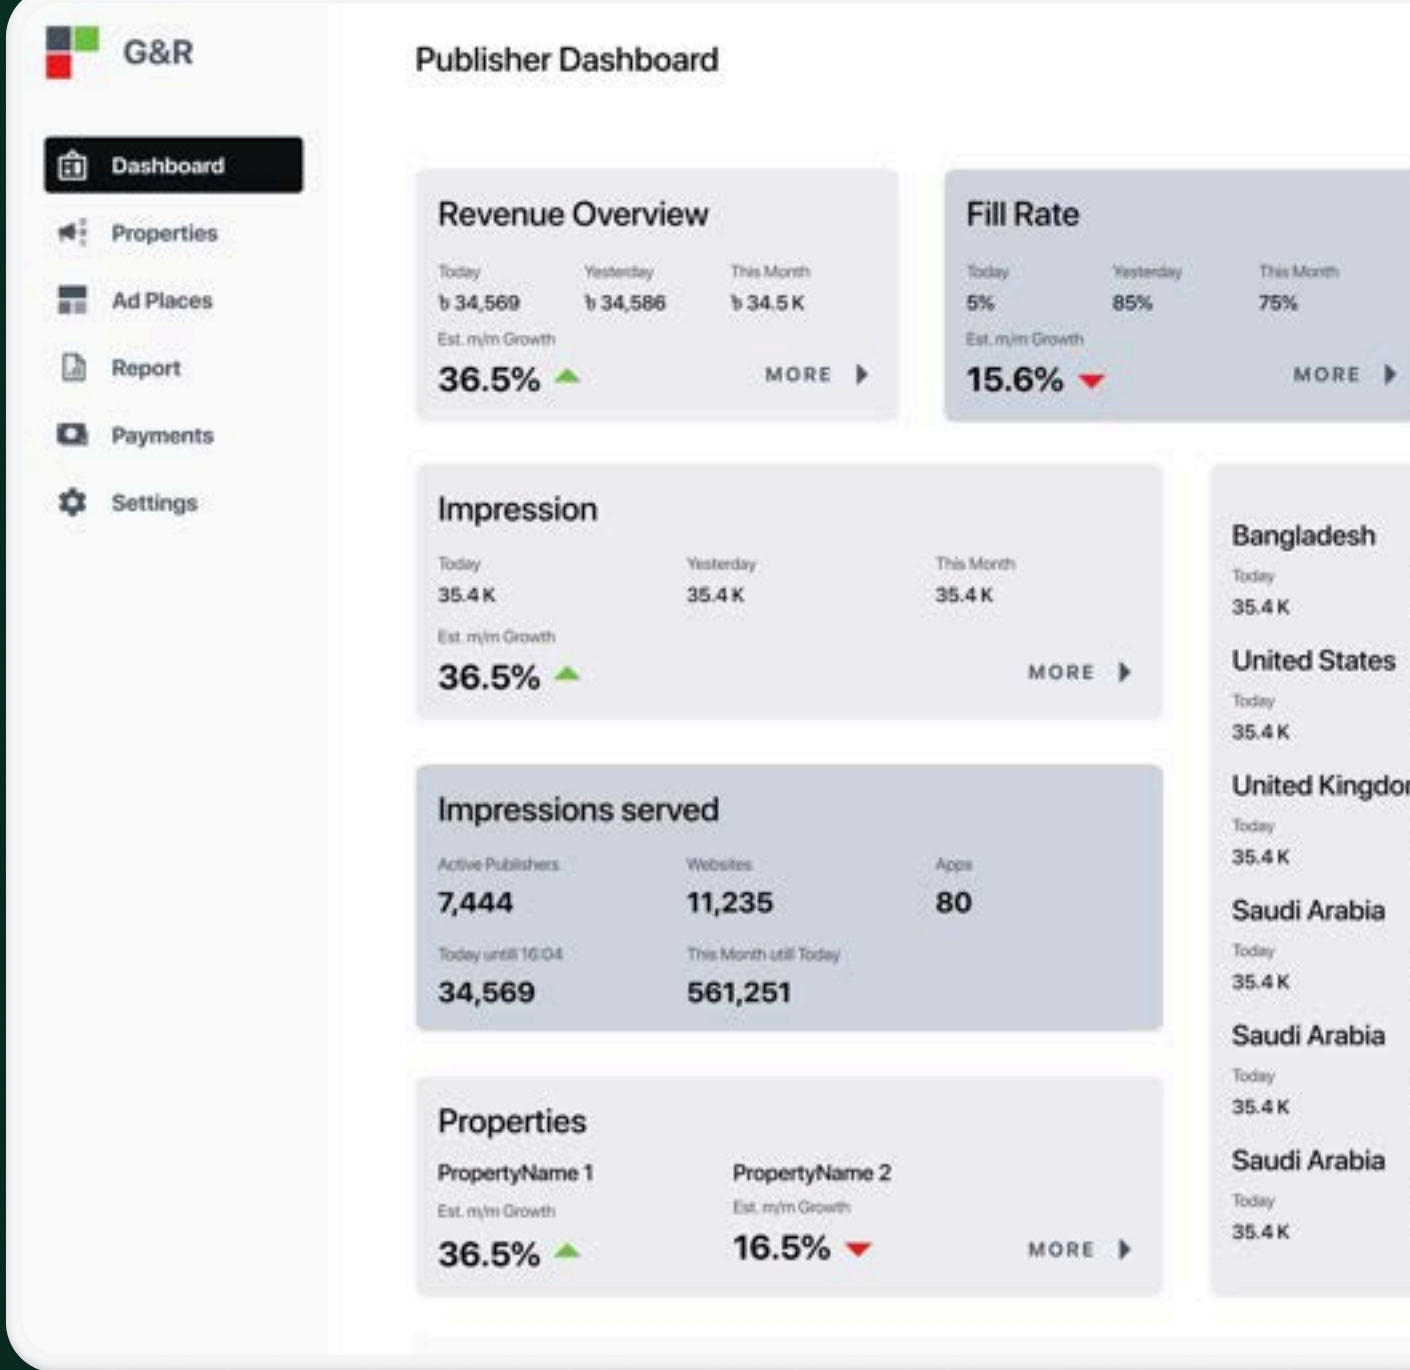 G&R
Dashboard
Properties
Ad Places
Report
Payments
Settings
Publisher Dashboard
Revenue Overview
Today Yesterday This Month
৳ 34,569 ৳ 34,586 ৳ 34.5 K
Est. m/m Growth
36.5% MORE
Fill Rate
Today Yesterday This Month
5% 85% 75%
Est. m/m Growth
15.6% MORE
Impression
Today Yesterday This Month
35.4 K 35.4 K 35.4 K
Est. m/m Growth
36.5% MORE
Impressions served
Active Publishers Websites Apps
7,444 11,235 80
Today untill 16:04 This Month utill Today
34,569 561,251
Properties
PropertyName 1 PropertyName 2
Est. m/m Growth Est. m/m Growth
36.5% 16.5% MORE
Bangladesh
Today
35.4 K
United States
Today
35.4 K
United Kingdor
Today
35.4 K
Saudi Arabia
Today
35.4 K
Saudi Arabia
Today
35.4 K
Saudi Arabia
Today
35.4 K